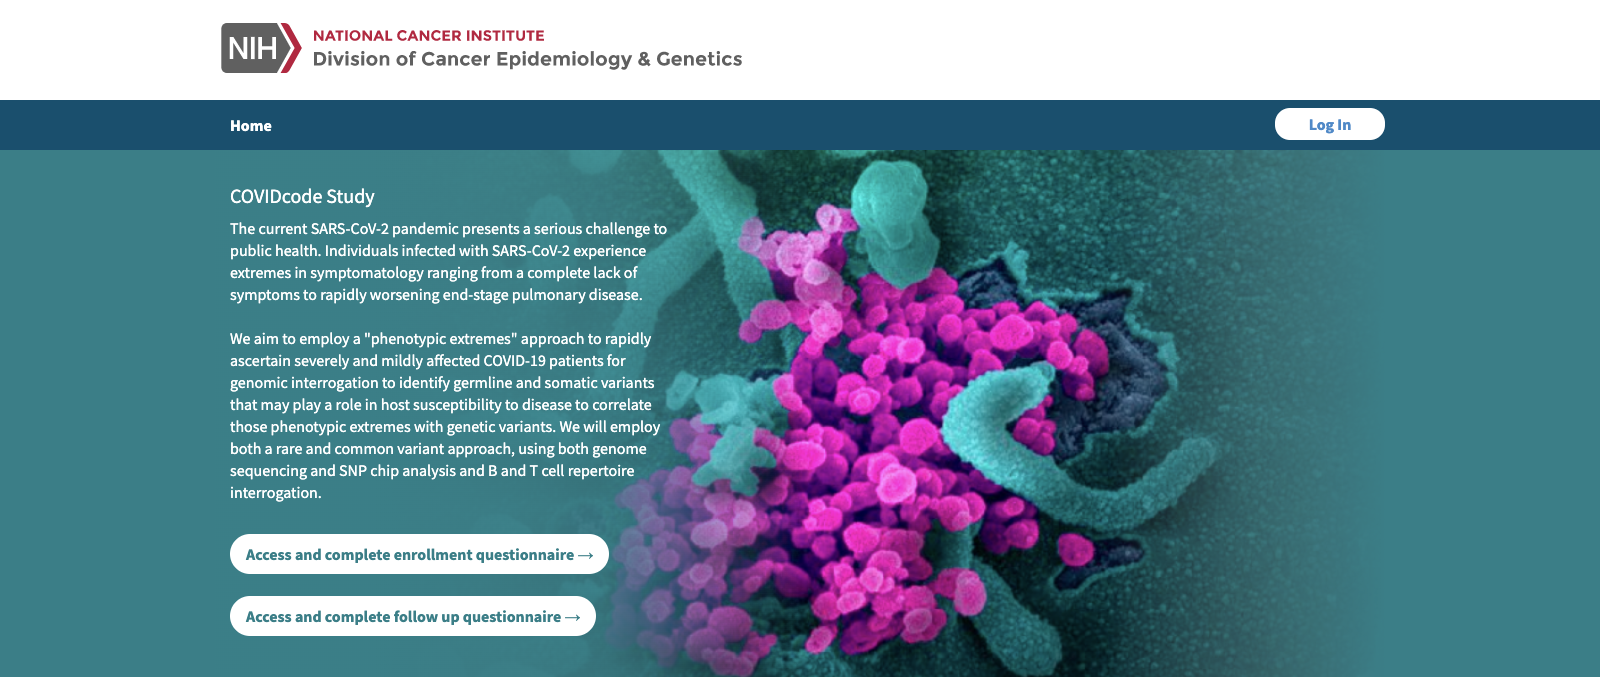 NIH
NATIONAL CANCER INSTITUTE
Division of Cancer Epidemiology & Genetics
Home
Log In
COVIDcode Study
The current SARS-CoV-2 pandemic presents a serious challenge to
public health. Individuals infected with SARS-CoV-2 experience
extremes in symptomatology ranging from a complete lack of
symptoms to rapidly worsening end-stage pulmonary disease.
We aim to employ a "phenotypic extremes" approach to rapidly
ascertain severely and mildly affected COVID-19 patients for
genomic interrogation to identify germline and somatic variants
that may play a role in host susceptibility to disease to correlate
those phenotypic extremes with genetic variants. We will employ
both a rare and common variant approach, using both genome
sequencing and SNP chip analysis and B and T cell repertoire
interrogation.
Access and complete enrollment questionnaire →
Access and complete follow up questionnaire →